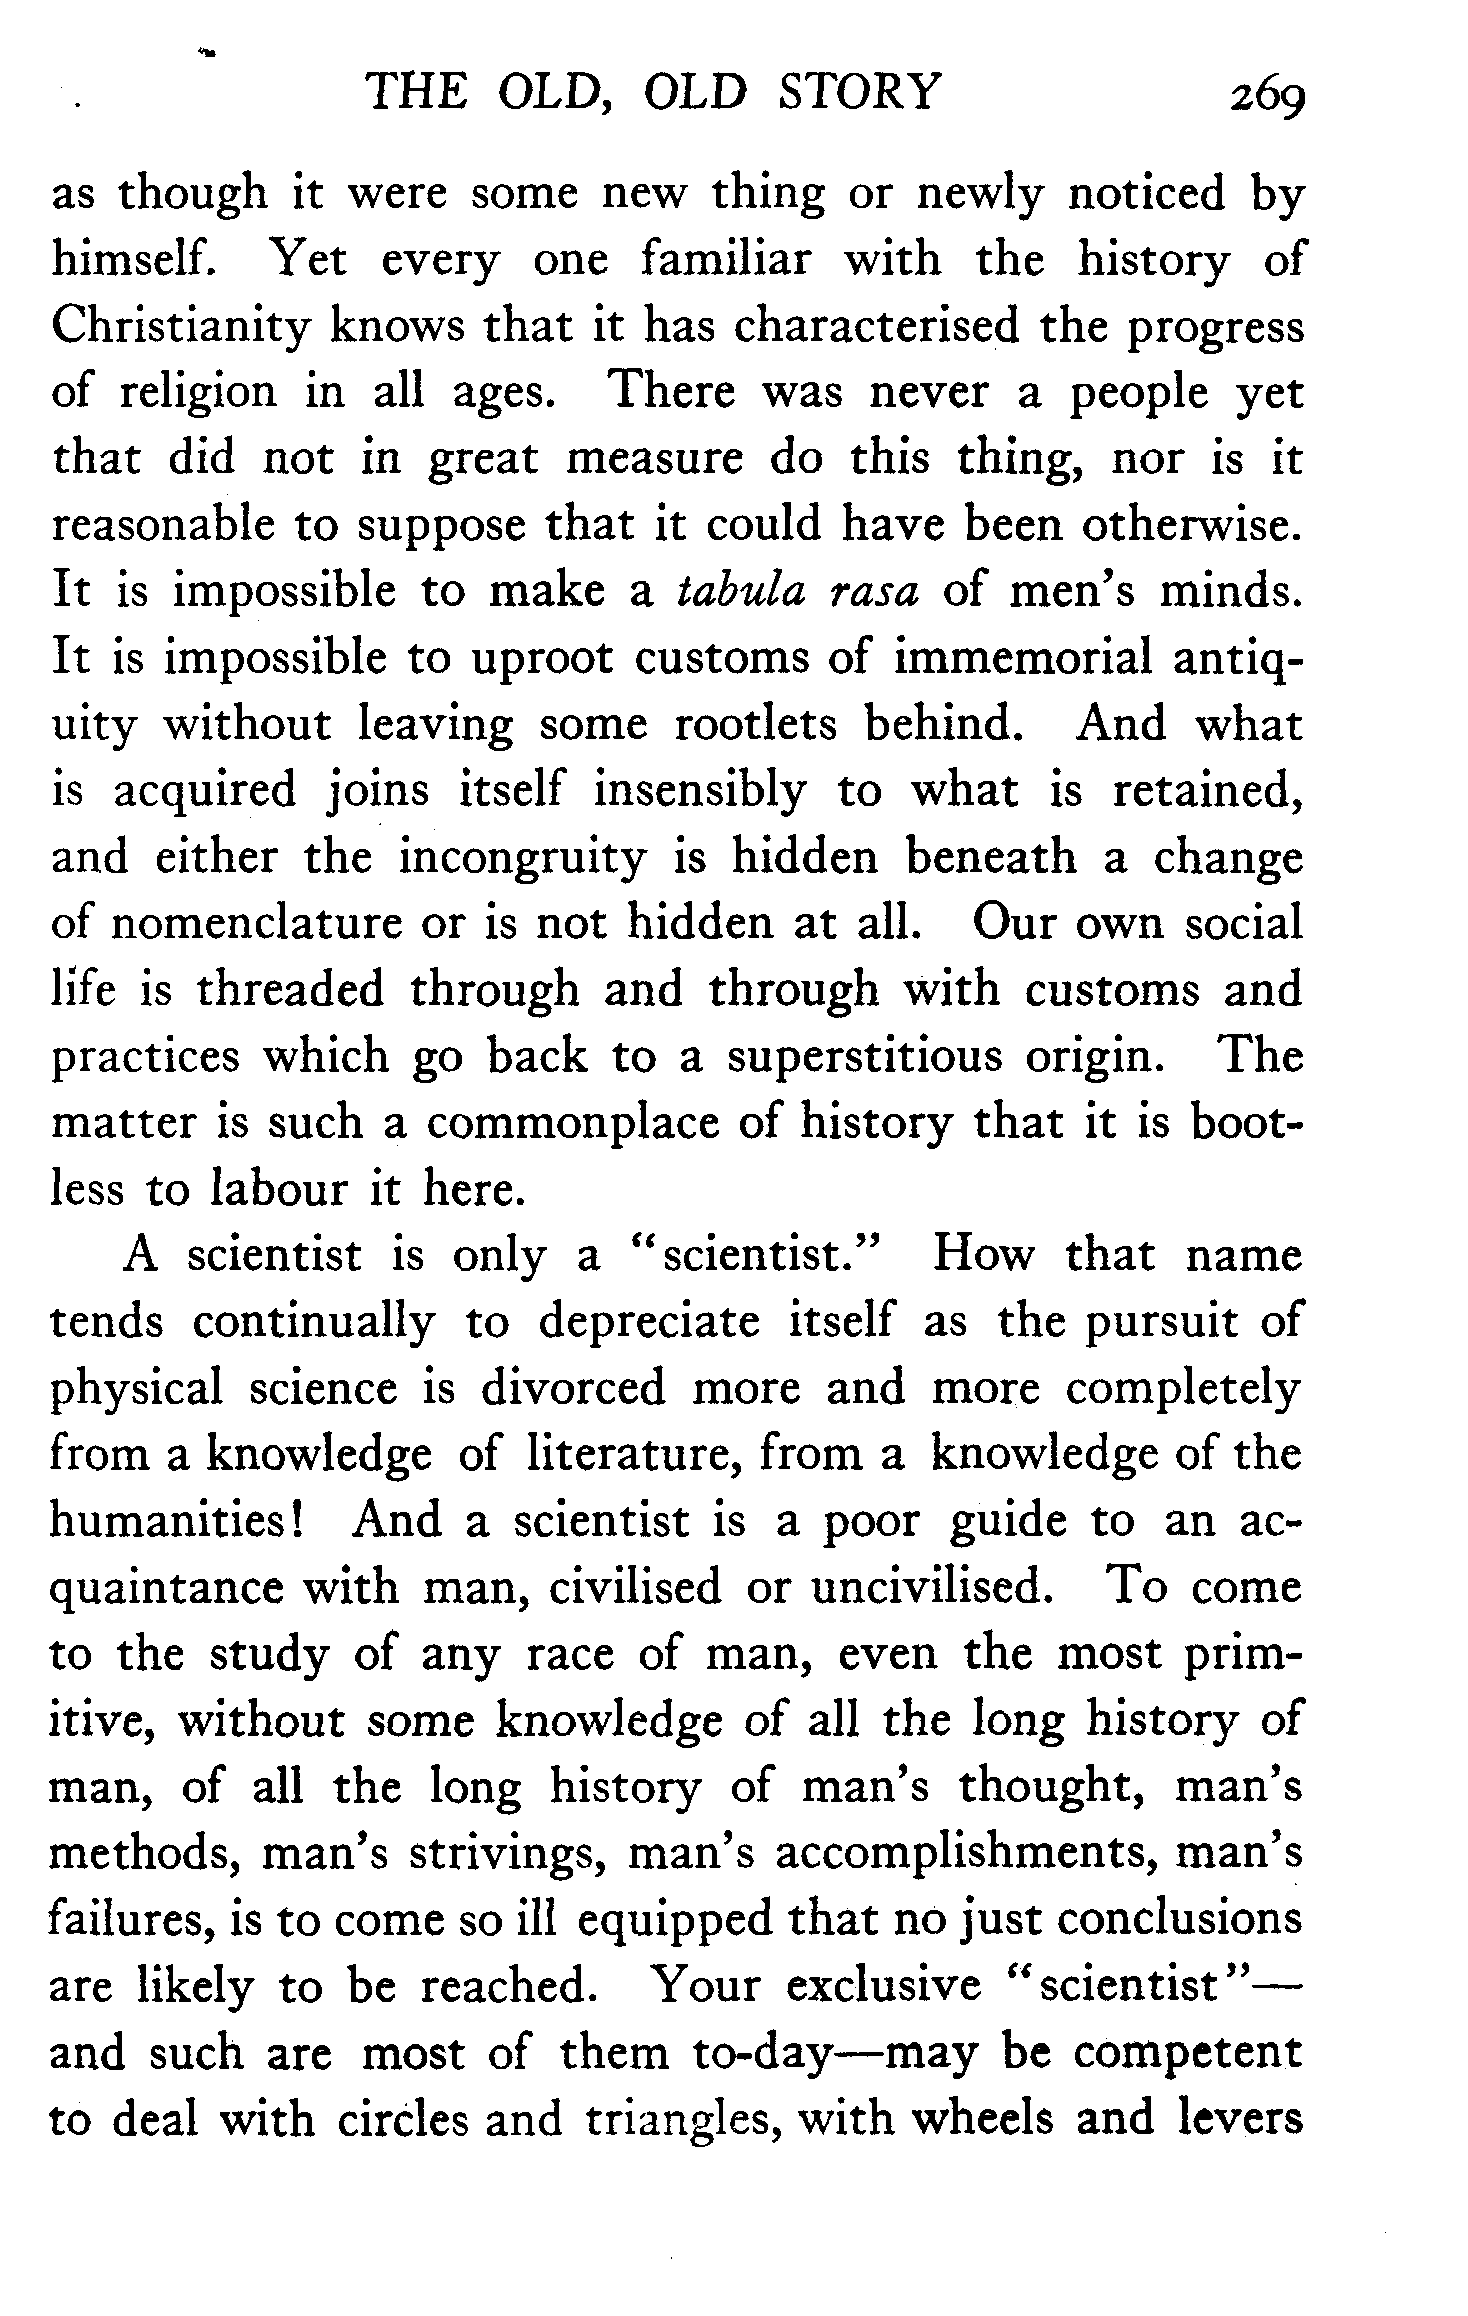 THE OLD, OLD STORY 269
as though it were some new thing or newly noticed by
himself. Yet every one familiar with the history of
Christianity knows that it has characterised the progress
of religion in all ages. There was never a people yet
that did not in great measure do this thing, nor is it
reasonable to suppose that it could have been otherwise.
It is impossible to make a tabula rasa of men's minds.
It is impossible to uproot customs of immemorial antiq-
uity without leaving some rootlets behind. And what
is acquired joins itself insensibly to what is retained,
and either the incongruity is hidden beneath a change
of nomenclature or is not hidden at all. Our own social
life is threaded through and through with customs and
practices which go back to a superstitious origin. The
matter is such a commonplace of history that it is boot-
less to labour it here.
A scientist is only a “scientist.” How that name
tends continually to depreciate itself as the pursuit of
physical science is divorced more and more completely
from a knowledge of literature, from a knowledge of the
humanities! And a scientist is a poor guide to an ac-
quaintance with man, civilised or uncivilised. To come
to the study of any race of man, even the most prim-
itive, without some knowledge of all the long history of
man, of all the long history of man's thought, man's
methods, man's strivings, man's accomplishments, man's
failures, is to come so ill equipped that no just conclusions
are likely to be reached. Your exclusive “scientist”—
and such are most of them to-day—may be competent
to deal with circles and triangles, with wheels and levers